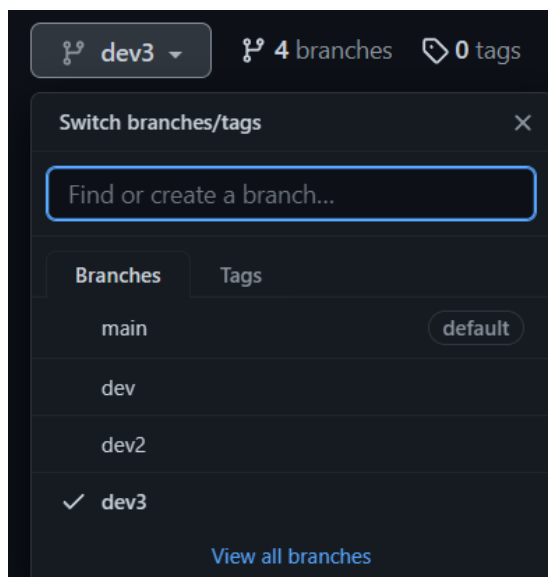 dev3 4 branches 0 tags
Switch branches/tags
Find or create a branch...
Branches Tags
main default
dev
dev2
dev3
View all branches